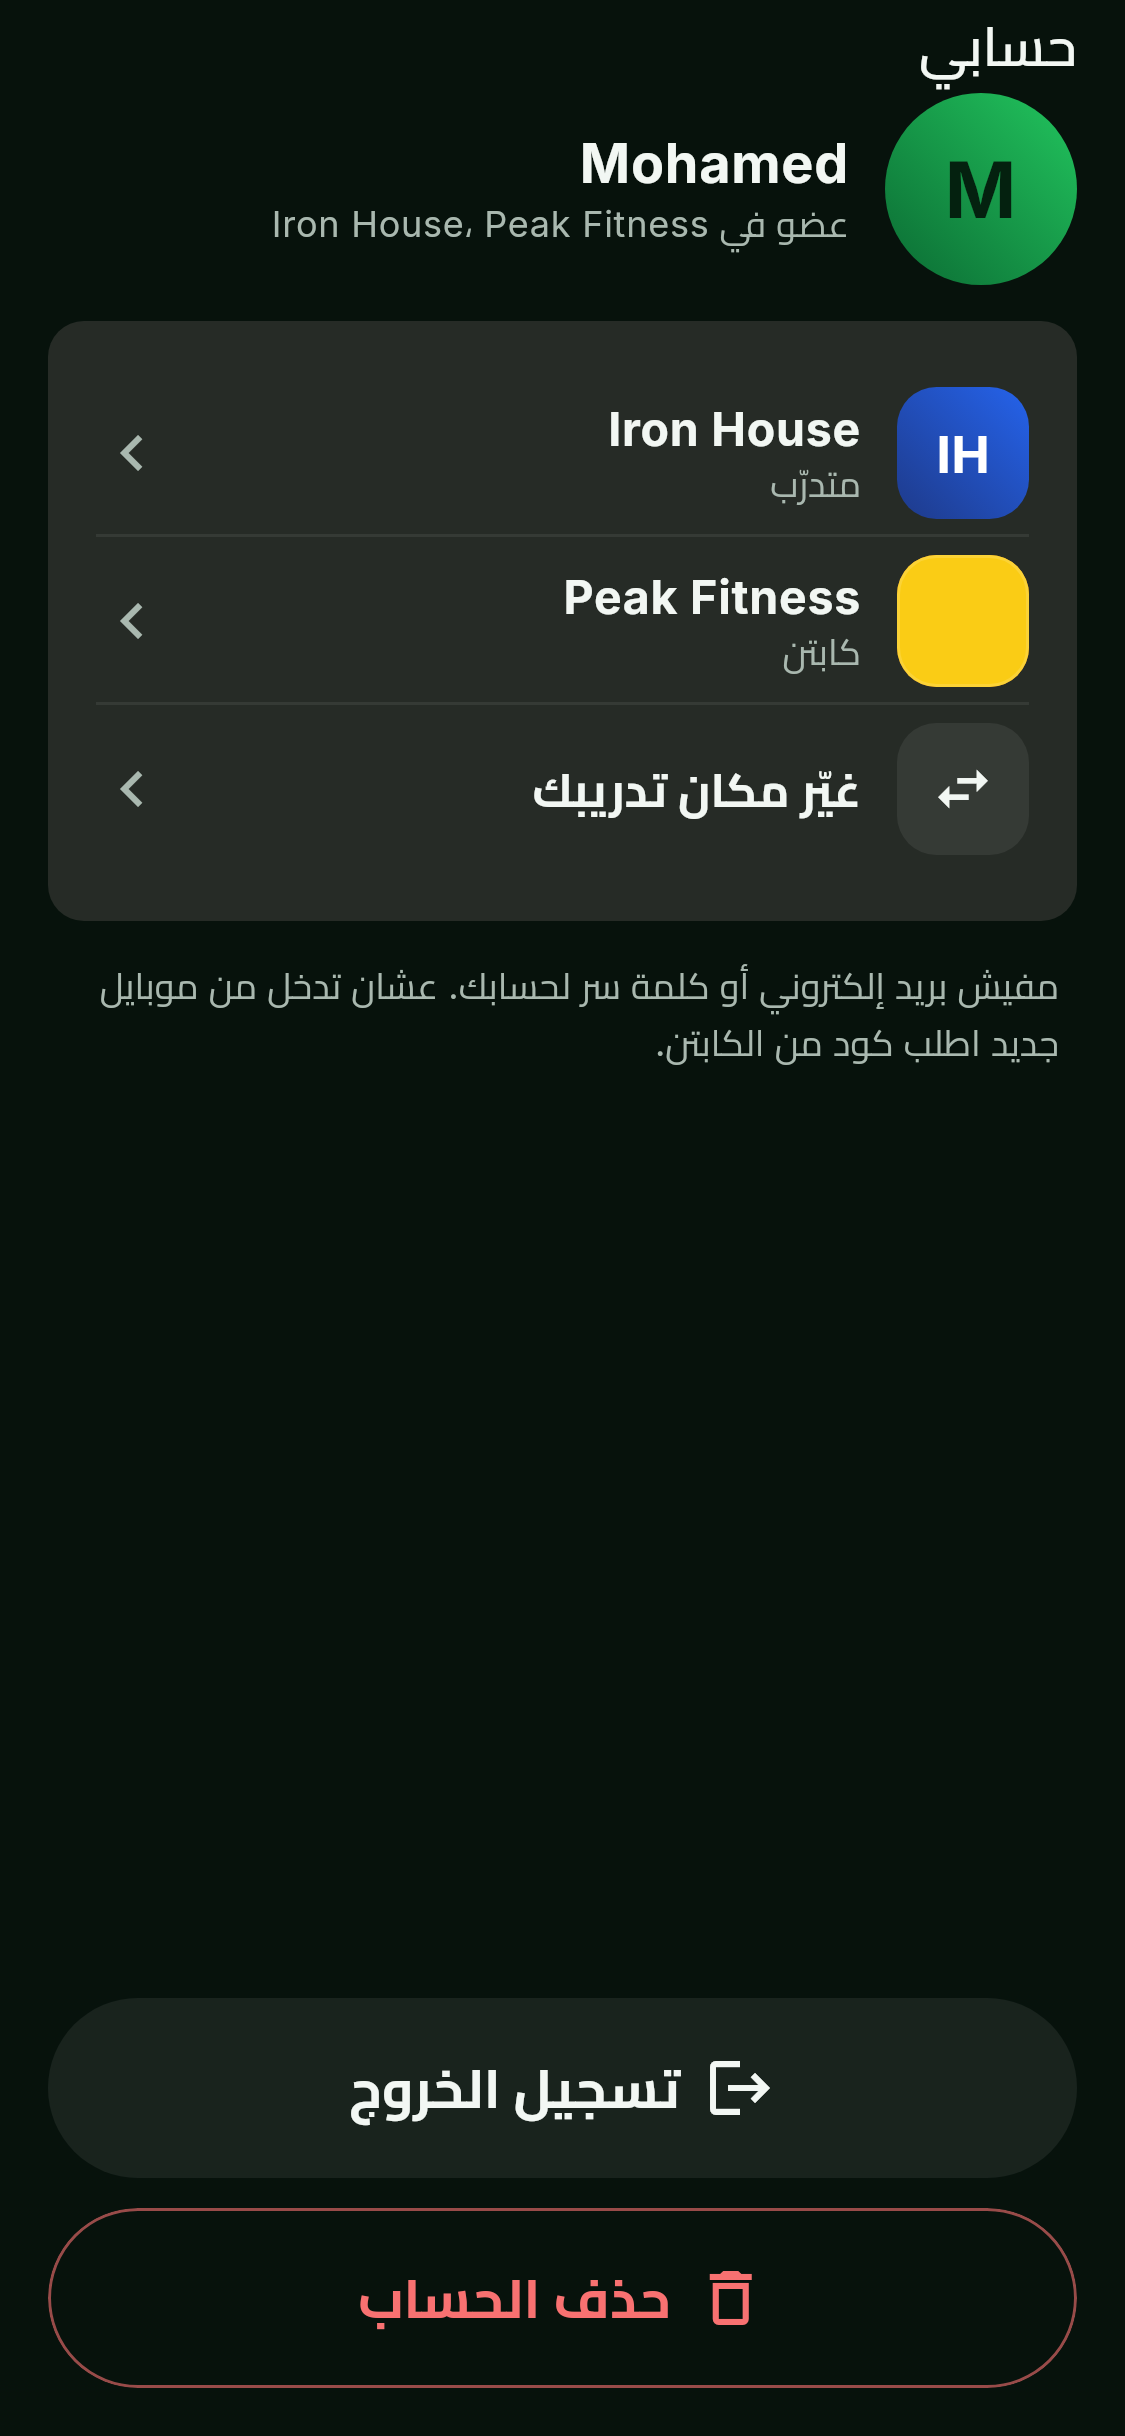 حسابي
M
Mohamed
عضو في Iron House، Peak Fitness
IH
Iron House
متدرّب
Peak Fitness
كابتن
غيّر مكان تدريبك
مفيش بريد إلكتروني أو كلمة سر لحسابك. عشان تدخل من موبايل
جديد اطلب كود من الكابتن.
تسجيل الخروج
حذف الحساب